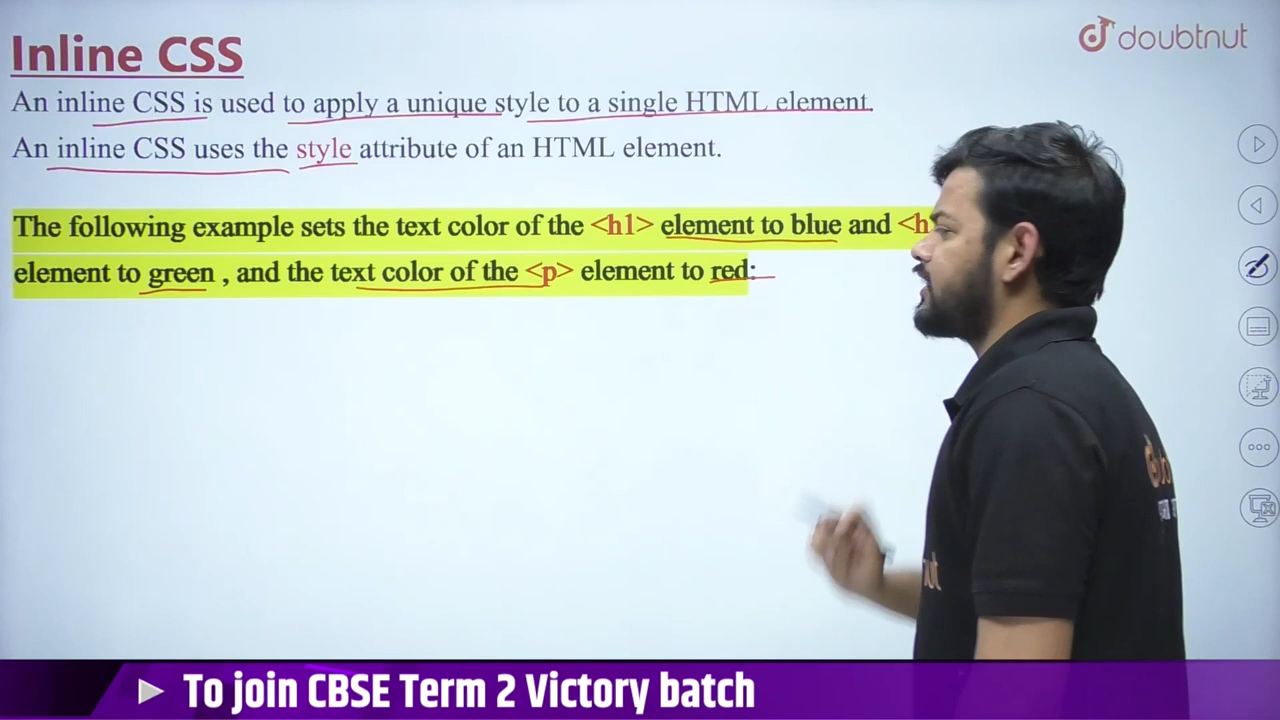 Inline CSS
doubtnut
An inline CSS is used to apply a unique style to a single HTML element.
An inline CSS uses the style attribute of an HTML element.
The following example sets the text color of the <h1> element to blue and <h
element to green , and the text color of the <p> element to red:
To join CBSE Term 2 Victory batch